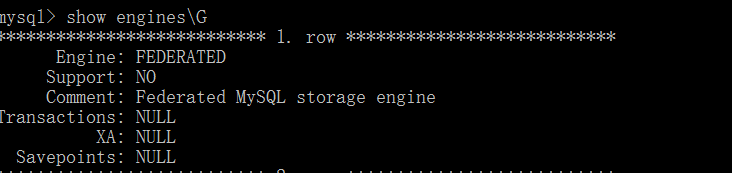 mysql> show engines\G
*************************** 1. row ***************************
Engine: FEDERATED
Support: NO
Comment: Federated MySQL storage engine
Transactions: NULL
XA: NULL
Savepoints: NULL